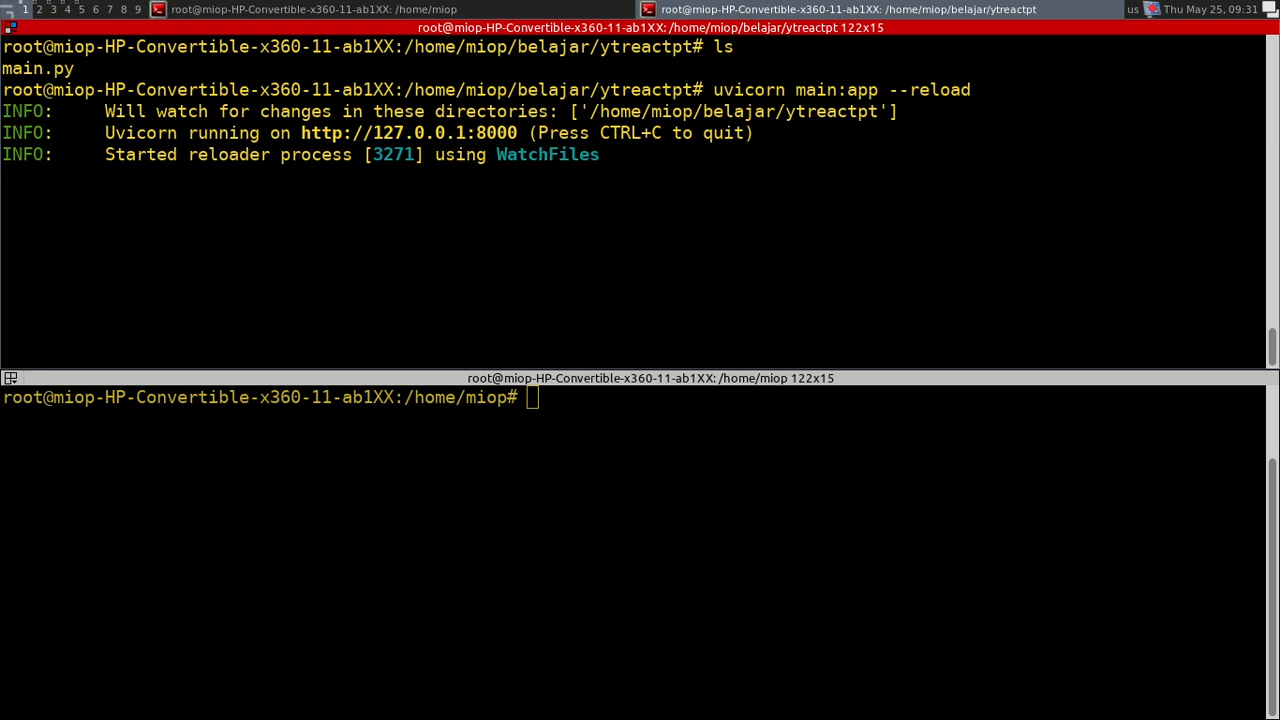 1 2 3 4 5 6 7 8 9 root@miop-HP-Convertible-x360-11-ab1XX: /home/miop root@miop-HP-Convertible-x360-11-ab1XX: /home/miop/belajar/ytreactpt us Thu May 25, 09:31
root@miop-HP-Convertible-x360-11-ab1XX: /home/miop/belajar/ytreactpt 122x15
root@miop-HP-Convertible-x360-11-ab1XX:/home/miop/belajar/ytreactpt# ls
main.py
root@miop-HP-Convertible-x360-11-ab1XX:/home/miop/belajar/ytreactpt# uvicorn main:app --reload
INFO:     Will watch for changes in these directories: ['/home/miop/belajar/ytreactpt']
INFO:     Uvicorn running on http://127.0.0.1:8000 (Press CTRL+C to quit)
INFO:     Started reloader process [3271] using WatchFiles
root@miop-HP-Convertible-x360-11-ab1XX: /home/miop 122x15
root@miop-HP-Convertible-x360-11-ab1XX:/home/miop#